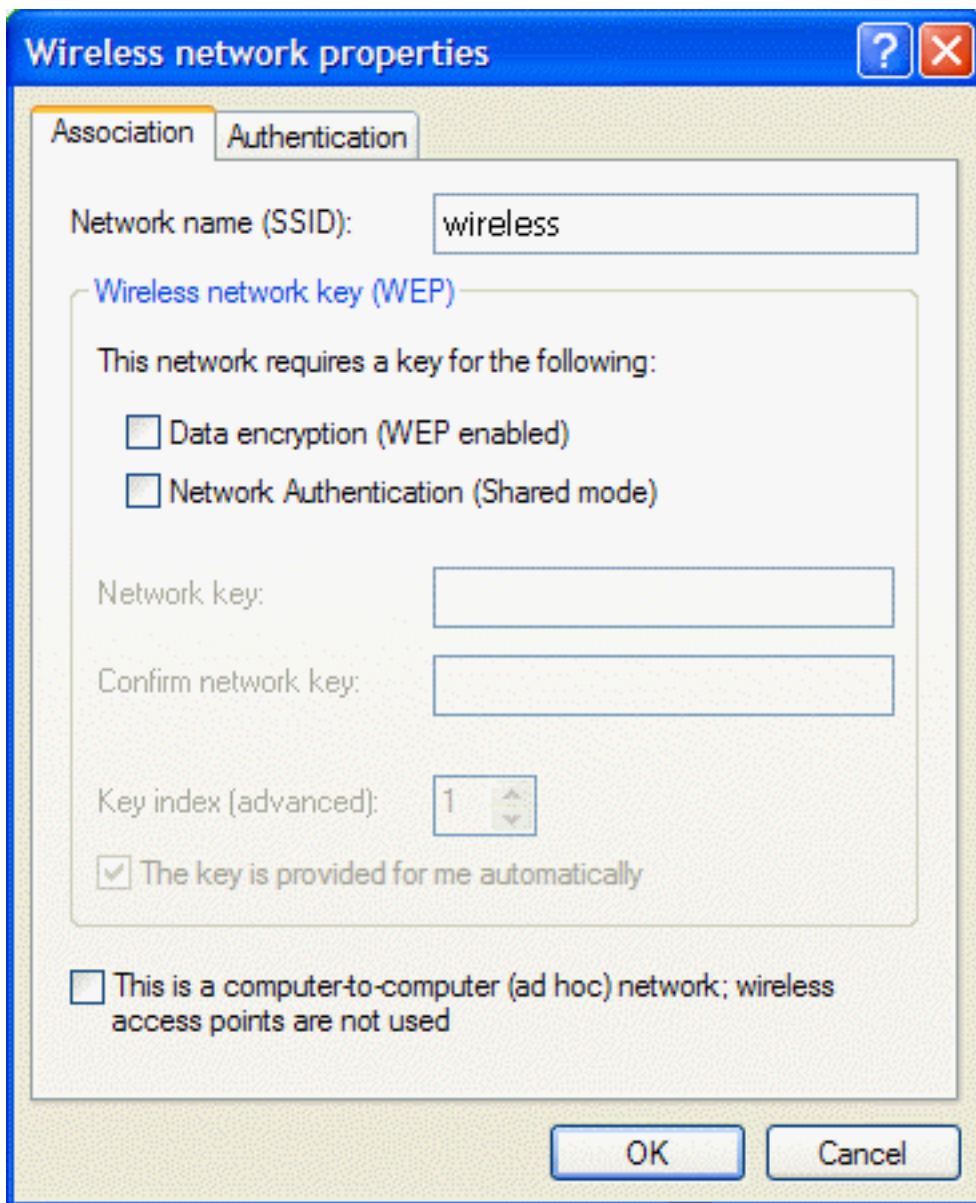 Wireless network properties
?
Association
Authentication
Network name (SSID):
wireless
Wireless network key (WEP)
This network requires a key for the following:
Data encryption (WEP enabled)
Network Authentication (Shared mode)
Network key:
Confirm network key:
Key index (advanced):
1
The key is provided for me automatically
This is a computer-to-computer (ad hoc) network; wireless
access points are not used
OK
Cancel